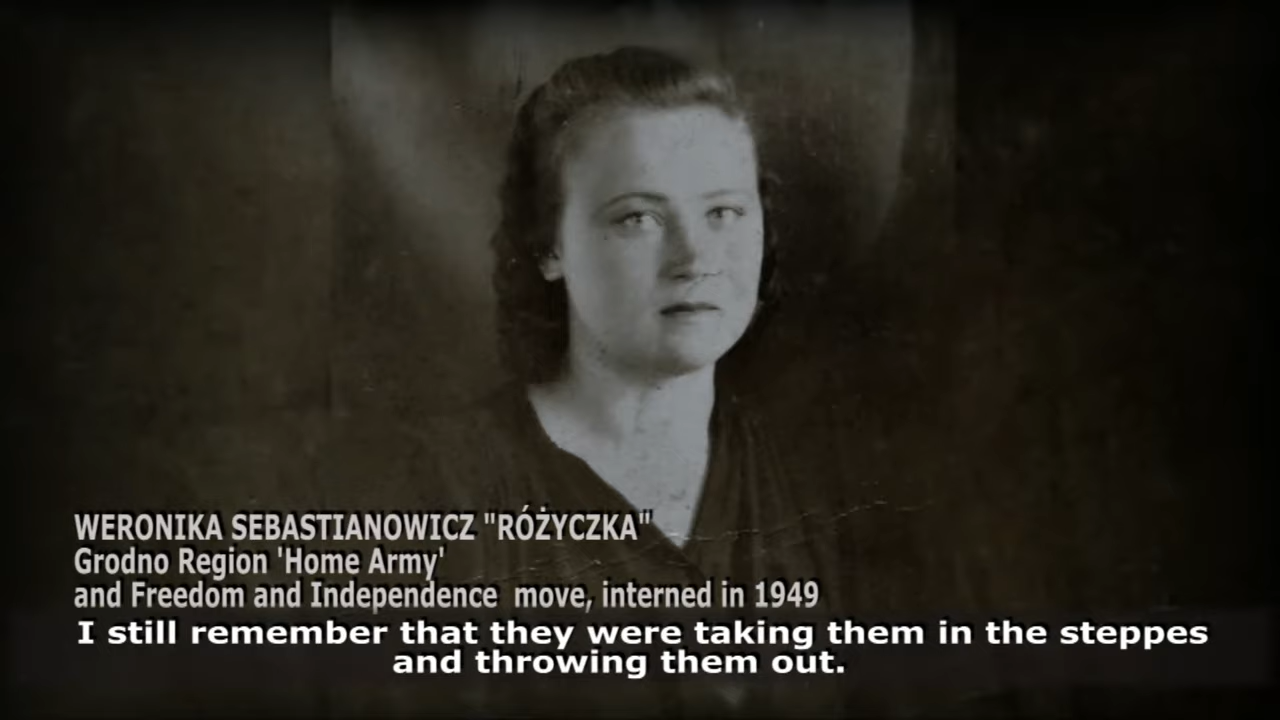 WERONIKA SEBASTIANOWICZ "RÓŻYCZKA"
Grodno Region 'Home Army'
and Freedom and Independence move, interned in 1949
I still remember that they were taking them in the steppes
and throwing them out.